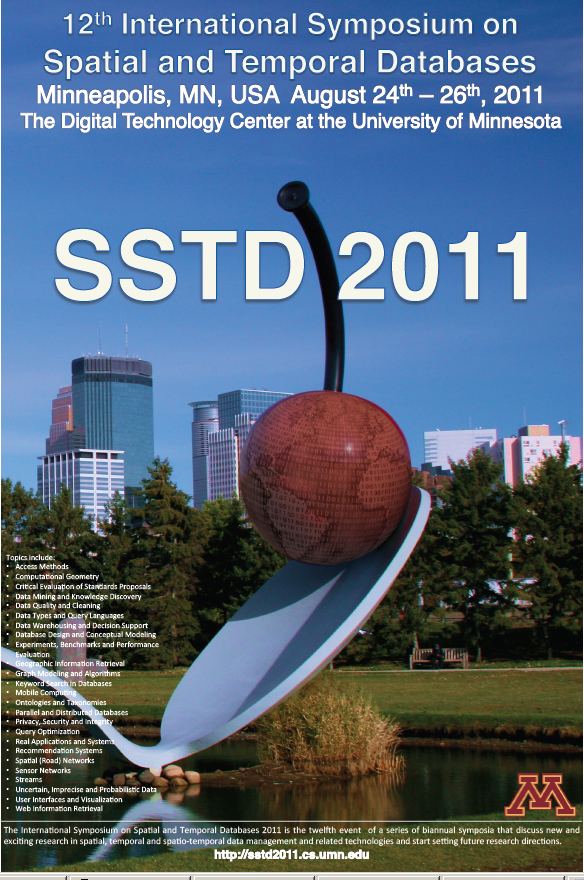 12th International Symposium on
Spatial and Temporal Databases
Minneapolis, MN, USA August 24th – 26th, 2011
The Digital Technology Center at the University of Minnesota
SSTD 2011
Topics include:
• Access Methods
• Computational Geometry
• Critical Evaluation of Standards Proposals
• Data Mining and Knowledge Discovery
• Data Quality and Cleaning
• Data Types and Query Languages
• Data Warehousing and Decision Support
• Database Design and Conceptual Modeling
• Experiments, Benchmarks and Performance
Evaluation
• Geographic Information Retrieval
• Graph Modeling and Algorithms
• Keyword Search in Databases
• Mobile Computing
• Ontologies and Taxonomies
• Parallel and Distributed Databases
• Privacy, Security and Integrity
• Query Optimization
• Real Applications and Systems
• Recommendation Systems
• Spatial (Road) Networks
• Sensor Networks
• Streams
• Uncertain, Imprecise and Probabilistic Data
• User Interfaces and Visualization
• Web Information Retrieval
M
The International Symposium on Spatial and Temporal Databases 2011 is the twelfth event of a series of biannual symposia that discuss new and
exciting research in spatial, temporal and spatio-temporal data management and related technologies and start setting future research directions.
http://sstd2011.cs.umn.edu